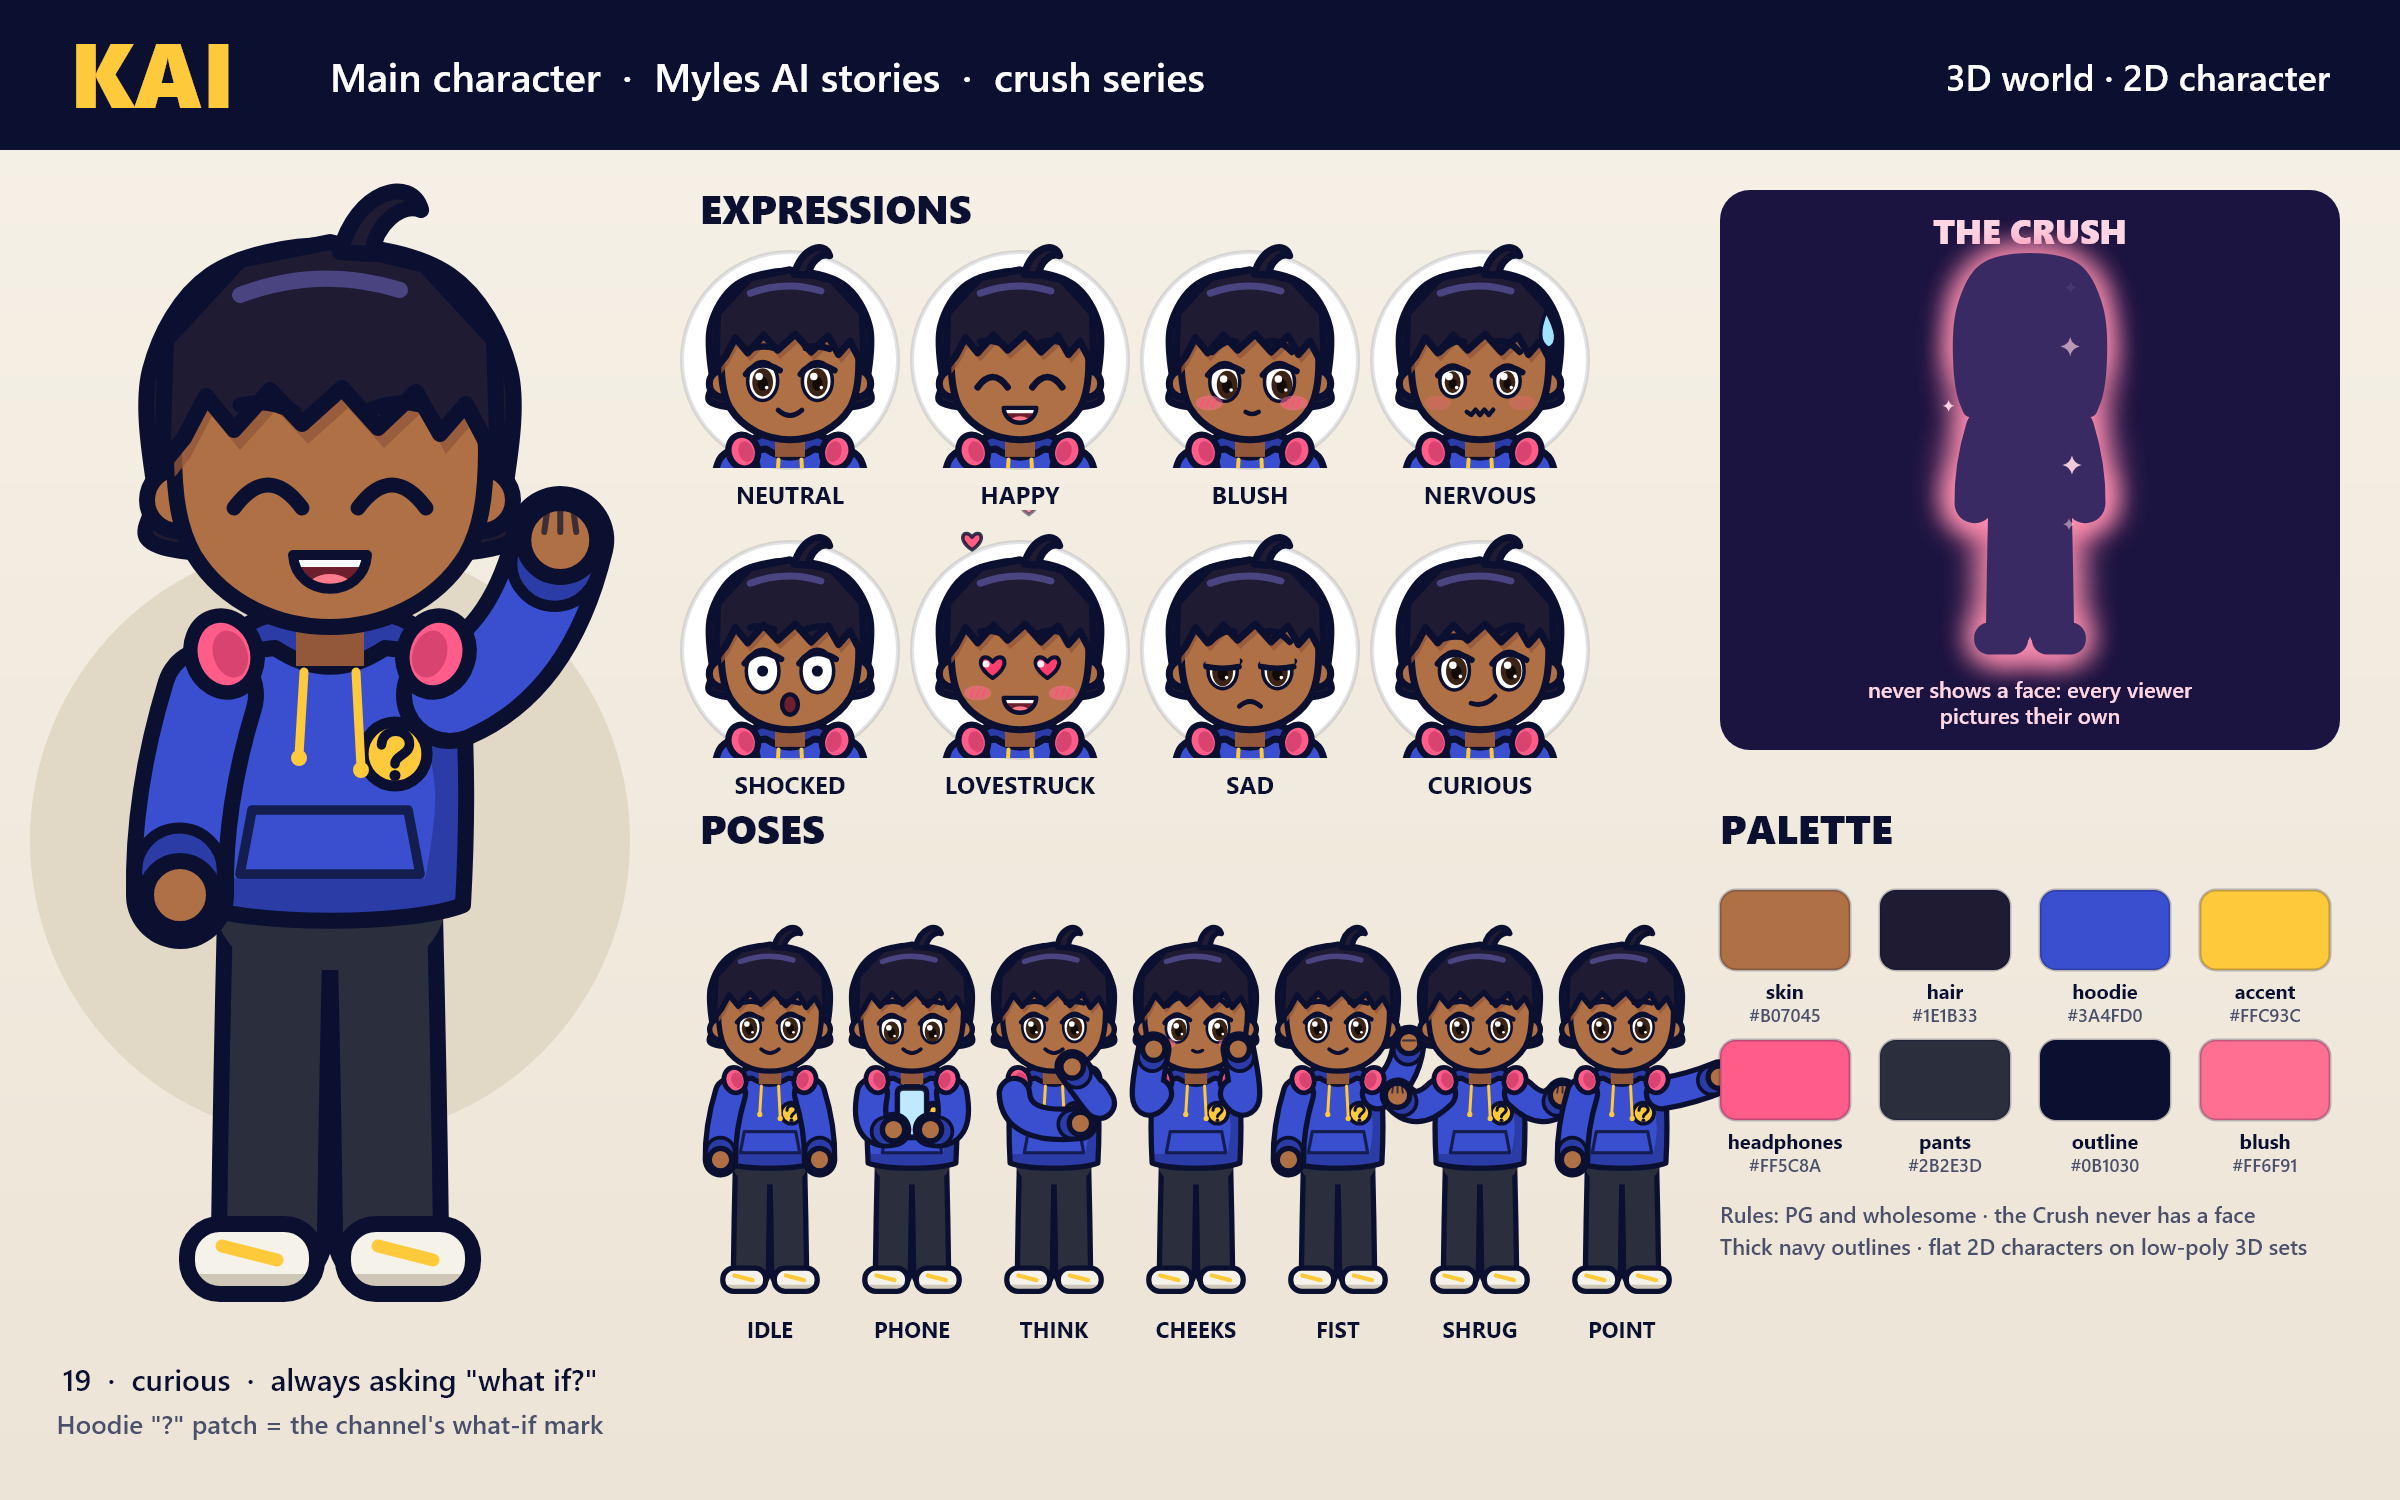 KAI
Main character · Myles AI stories · crush series
3D world · 2D character
EXPRESSIONS
NEUTRAL
HAPPY
BLUSH
NERVOUS
SHOCKED
LOVESTRUCK
SAD
CURIOUS
THE CRUSH
never shows a face: every viewer
pictures their own
?
POSES
IDLE
PHONE
THINK
CHEEKS
FIST
SHRUG
POINT
PALETTE
skin
#B07045
hair
#1E1B33
hoodie
#3A4FD0
accent
#FFC93C
headphones
#FF5C8A
pants
#2B2E3D
outline
#0B1030
blush
#FF6F91
Rules: PG and wholesome · the Crush never has a face
Thick navy outlines · flat 2D characters on low-poly 3D sets
19 · curious · always asking "what if?"
Hoodie "?" patch = the channel's what-if mark